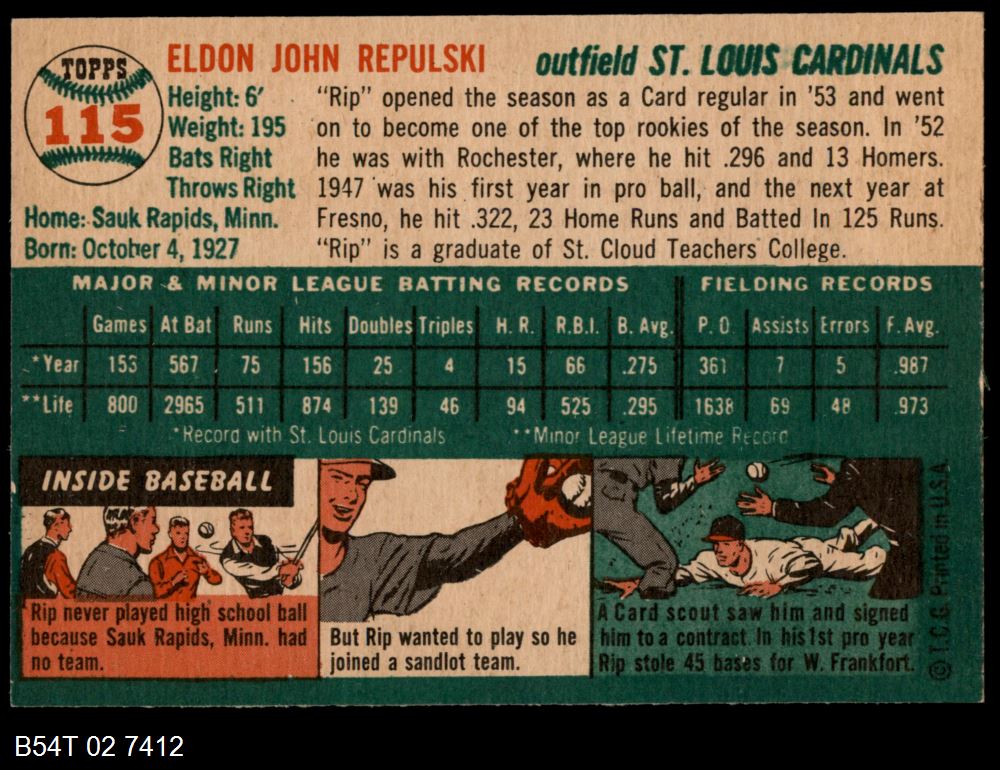 TOPPS
115
ELDON JOHN REPULSKI
outfield ST. LOUIS CARDINALS
Height: 6'
Weight: 195
Bats Right
Throws Right
Home: Sauk Rapids, Minn.
Born: October 4, 1927
"Rip" opened the season as a Card regular in '53 and went
on to become one of the top rookies of the season. In '52
he was with Rochester, where he hit .296 and 13 Homers.
1947 was his first year in pro ball, and the next year at
Fresno, he hit .322, 23 Home Runs and Batted In 125 Runs.
"Rip" is a graduate of St. Cloud Teachers College.
MAJOR & MINOR LEAGUE BATTING RECORDS FIELDING RECORDS
Games At Bat Runs Hits Doubles Triples H. R. R.B.I. B. Avg. P. O. Assists Errors F. Avg.
*Year 153 567 75 156 25 4 15 66 .275 361 7 5 .987
**Life 800 2965 511 874 139 46 94 525 .295 1638 69 48 .973
*Record with St. Louis Cardinals **Minor League Lifetime Record
INSIDE BASEBALL
Rip never played high school ball
because Sauk Rapids, Minn. had
no team.
But Rip wanted to play so he
joined a sandlot team.
A Card scout saw him and signed
him to a contract. In his 1st pro year
Rip stole 45 bases for W. Frankfort.
© T.C.G. Printed in U.S.A.
B54T 02 7412